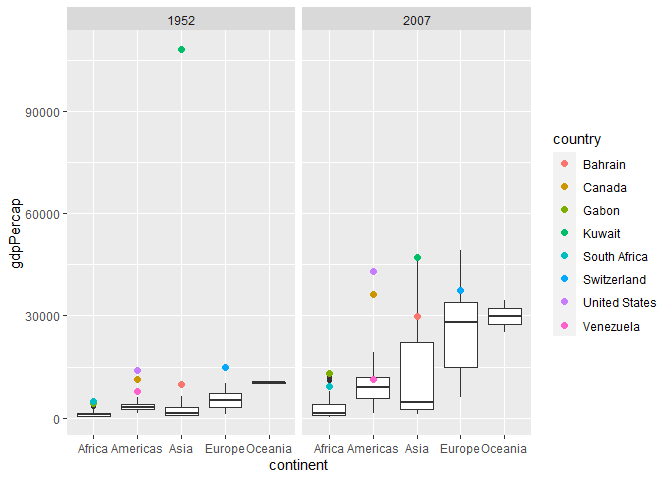 1952 2007
gdpPercap
90000
60000
30000
0
Africa Americas Asia Europe Oceania Africa Americas Asia Europe Oceania
continent
country
Bahrain
Canada
Gabon
Kuwait
South Africa
Switzerland
United States
Venezuela